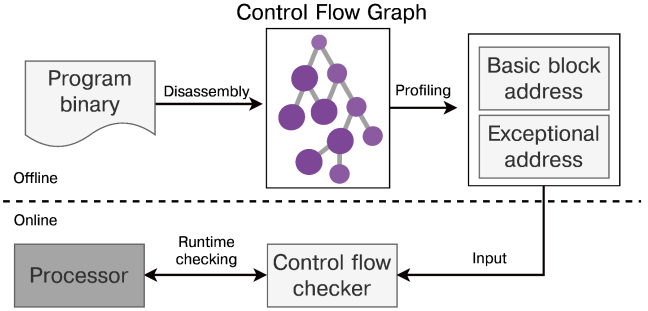 Control Flow Graph
Program
binary
Disassembly
Profiling
Basic block
address
Exceptional
address
Offline
Online
Processor
Runtime
checking
Control flow
checker
Input